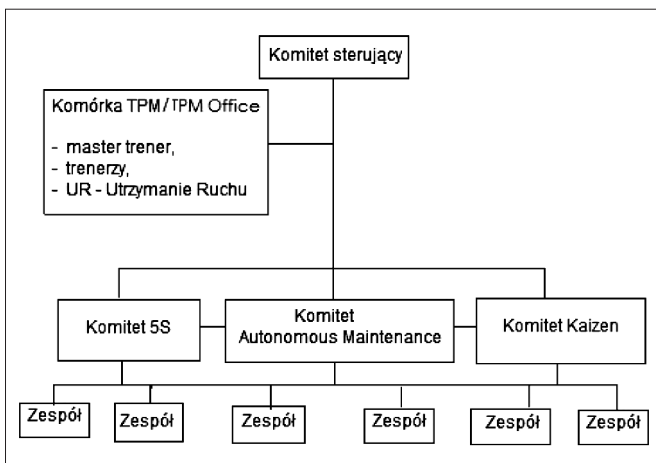 Komitet sterujący
Komórka TPM/TPM Office
- master trener,
- trenerzy,
- UR - Utrzymanie Ruchu
Komitet 5S
Komitet
Autonomous Maintenance
Komitet Kaizen
Zespół
Zespół
Zespół
Zespół
Zespół
Zespół